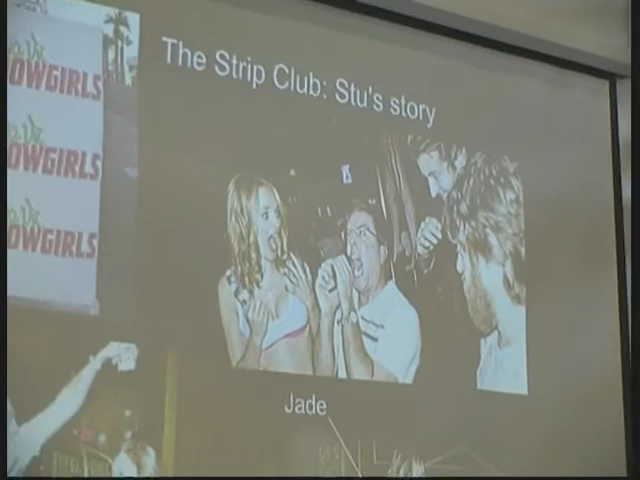 The Strip Club: Stu's story
OWGIRLS
OWGIRLS
OWGIRLS
Jade